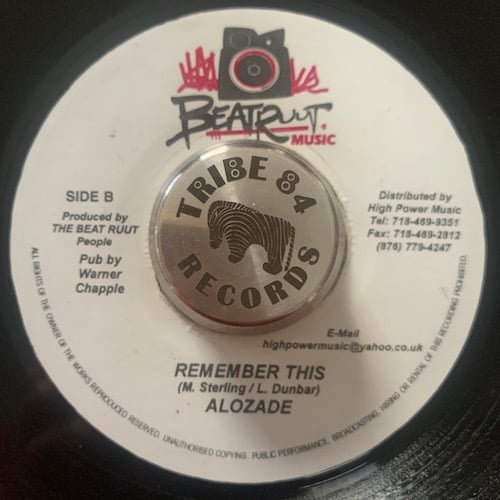 BEATRUUT
MUSIC
TRIBE 84
RECORDS
SIDE B
Produced by
THE BEAT RUUT
People
Pub by
Warner
Chapple
Distributed by
High Power Music
Tel: 718-469-9351
Fax: 718-469-2812
(876) 779-4247
E-Mail
highpowermusic@yahoo.co.uk
REMEMBER THIS
(M. Sterling / L. Dunbar)
ALOZADE
ALL RIGHTS OF THE OWNER OF THE WORKS REPRODUCED RESERVED. UNAUTHORISED COPYING. PUBLIC PERFORMANCE, BROADCASTING, HIRING OR RENTAL OF THIS RECORDING PROHIBITED.